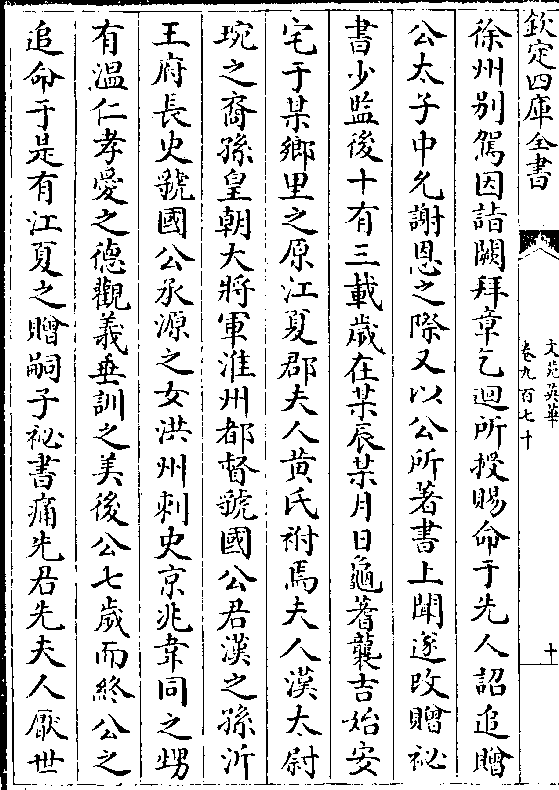 欽定四庫全書
文苑英華
卷九百七十
十
徐州別駕因詣闕拜章乞迴所授賜命于先人詔追贈
公太子中允謝恩之際又以公所著書上聞遂改贈祕
書少監後十有三載歲在某辰某月日龜蓍襲吉始安
宅于某鄉里之原江夏郡夫人黄氏祔焉夫人漢太尉
琬之裔孫皇朝大將軍淮州都督虢國公君漢之孫沂
王府長史虢國公承源之女洪州刺史京兆韋同之甥
有溫仁孝愛之德觀義垂訓之美後公七歲而終公之
追命于是有江夏之贈嗣子祕書痛先君先夫人厭世